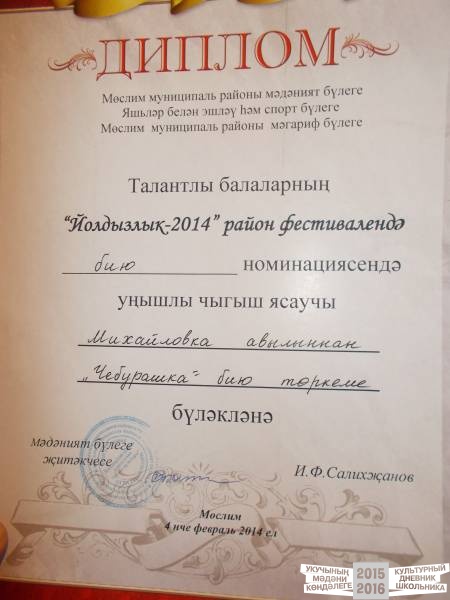 ДИПЛОМ
Мөслим муниципаль районы мәдәният бүлеге
Яшьләр белән эшләү һәм спорт бүлеге
Мөслим муниципаль районы мәгариф бүлеге
Талантлы балаларның
“Йолдызлык-2014” район фестивалендә
бию номинациясендә
уңышлы чыгыш ясаучы
Михайловка авылыннан
„Чебурашка“ бию төркеме
бүләкләнә
Мәдәният бүлеге
җитәкчесе
И.Ф.Салихҗанов
Мөслим
4 нче февраль 2014 ел
УКУЧЫНЫҢ
МӘДӘНИ
КӨНДӘЛЕГЕ
2015
2016
КУЛЬТУРНЫЙ
ДНЕВНИК
ШКОЛЬНИКА